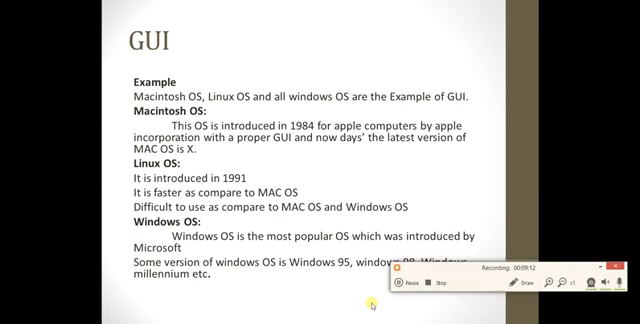 GUI
Example
Macintosh OS, Linux OS and all windows OS are the Example of GUI.
Macintosh OS:
This OS is introduced in 1984 for apple computers by apple
incorporation with a proper GUI and now days' the latest version of
MAC OS is X.
Linux OS:
It is introduced in 1991
It is faster as compare to MAC OS
Difficult to use as compare to MAC OS and Windows OS
Windows OS:
Windows OS is the most popular OS which was introduced by
Microsoft
Some version of windows OS is Windows 95, window 98, Windows
millennium etc.
Recording: 00:09:12
Pause Stop Draw x1